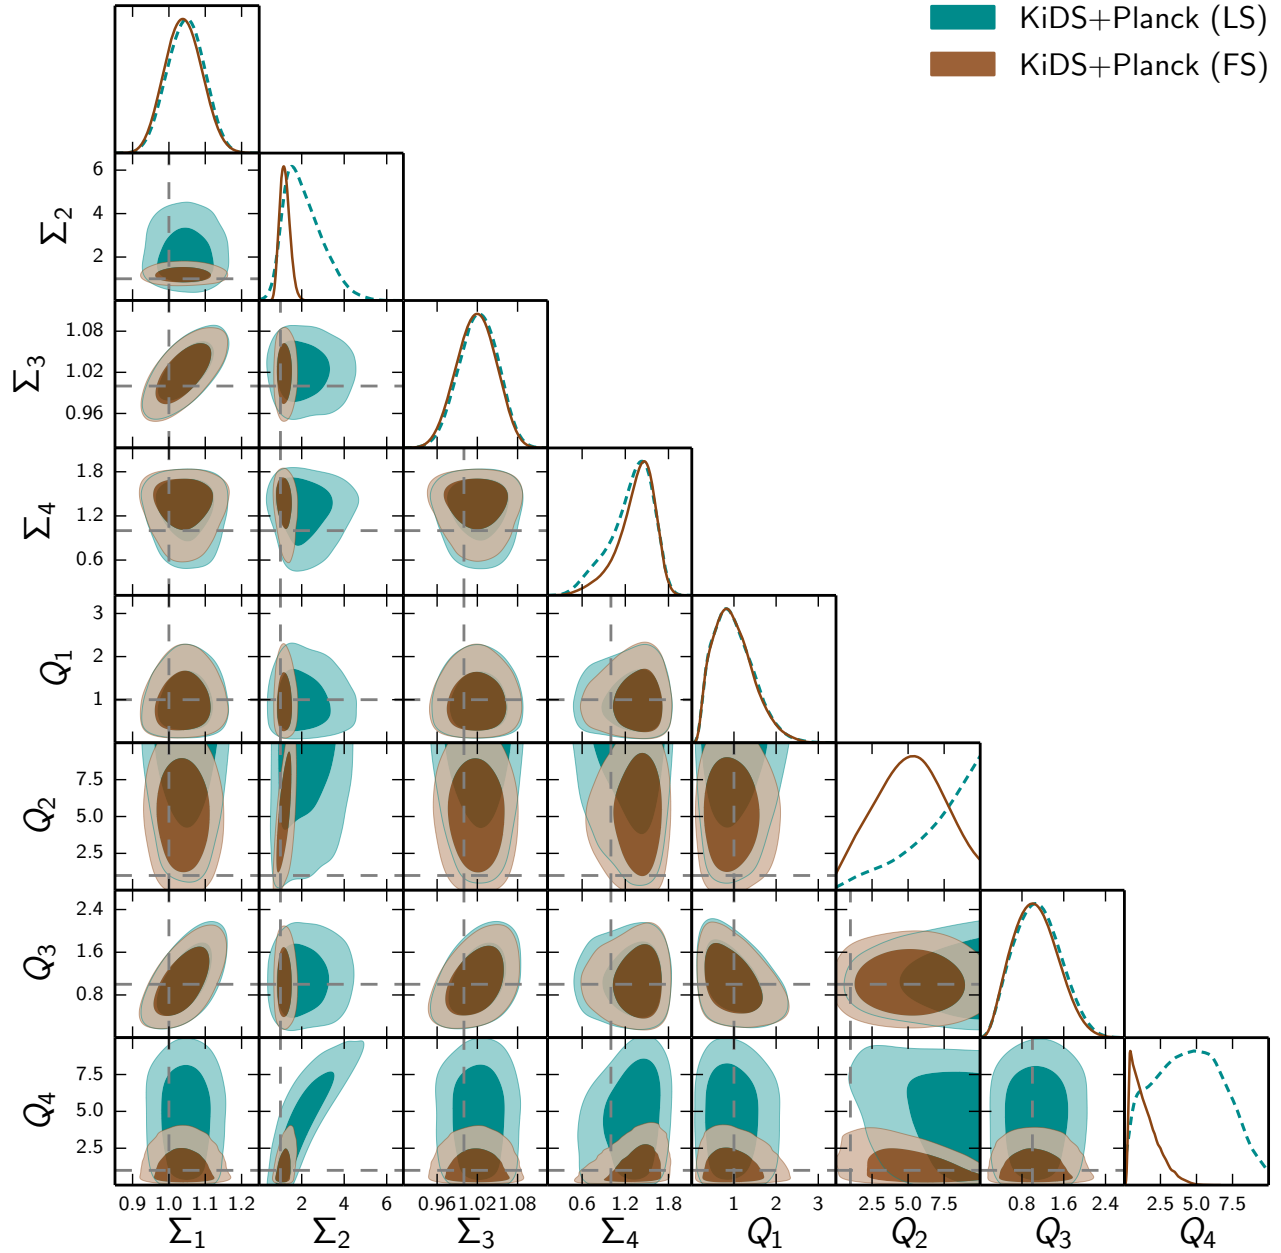 KiDS+Planck (LS)
KiDS+Planck (FS)
Σ2 6 4 2
Σ3 1.08 1.02 0.96
Σ4 1.8 1.2 0.6
Q1 3 2 1
Q2 7.5 5.0 2.5
Q3 2.4 1.6 0.8
Q4 7.5 5.0 2.5
0.9 1.0 1.1 1.2 2 4 6 0.96 1.02 1.08 0.6 1.2 1.8 1 2 3 2.5 5.0 7.5 0.8 1.6 2.4 2.5 5.0 7.5
Σ1 Σ2 Σ3 Σ4 Q1 Q2 Q3 Q4